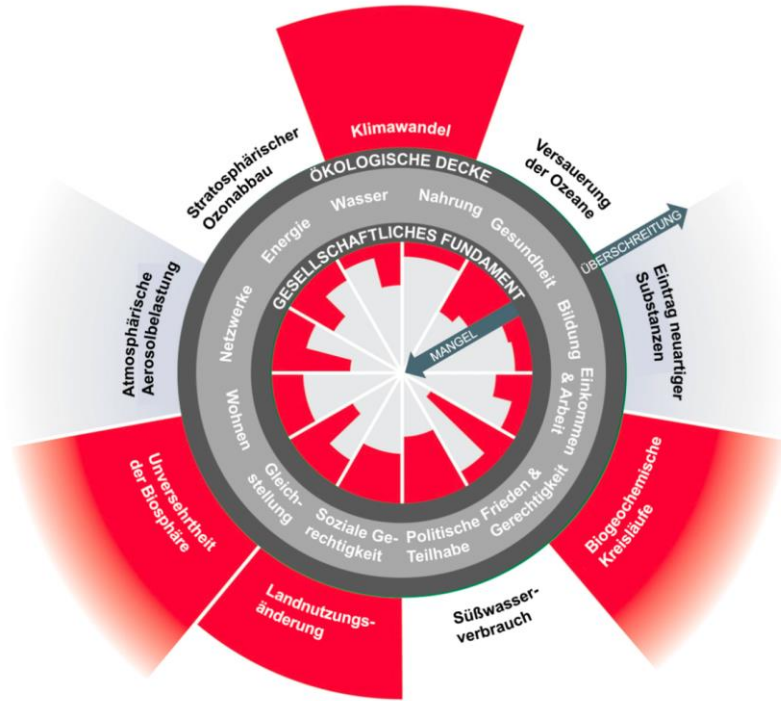 Klimawandel
Versauerung
der Ozeane
Eintrag neuartiger
Substanzen
Biogeochemische
Kreisläufe
Süßwasser-
verbrauch
Landnutzungs-
änderung
Unversehrtheit
der Biosphäre
Atmosphärische
Aerosolbelastung
Stratosphärischer
Ozonabbau
ÖKOLOGISCHE DECKE
ÜBERSCHREITUNG
Wasser
Nahrung
Gesundheit
Bildung
Einkommen
& Arbeit
Frieden &
Gerechtigkeit
Politische
Teilhabe
Soziale Ge-
rechtigkeit
Gleich-
stellung
Wohnen
Netzwerke
Energie
GESELLSCHAFTLICHES FUNDAMENT
MANGEL